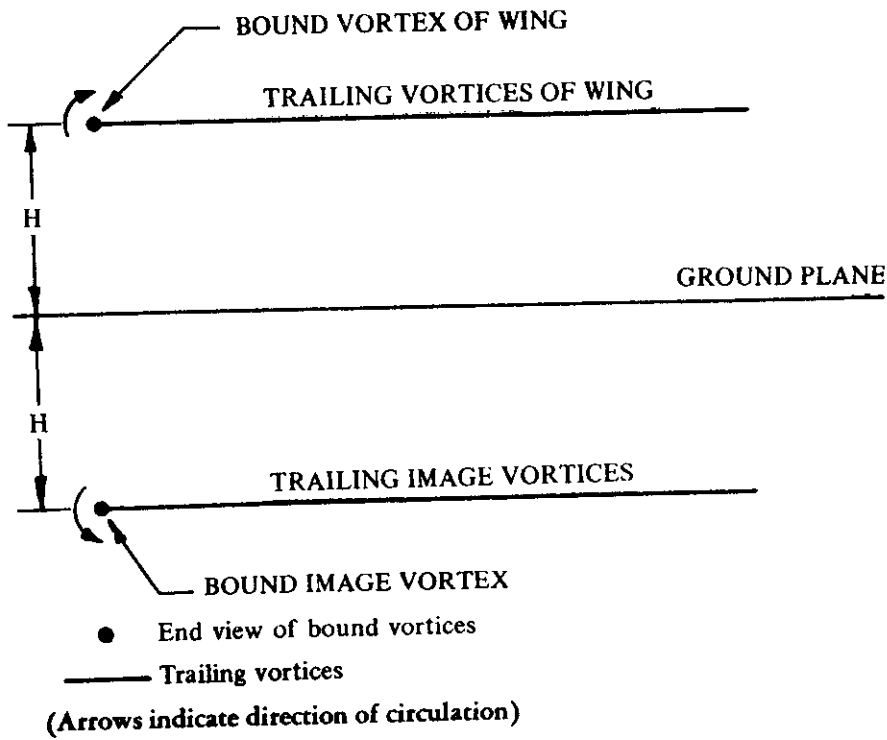 BOUND VORTEX OF WING
TRAILING VORTICES OF WING
H
GROUND PLANE
H
TRAILING IMAGE VORTICES
BOUND IMAGE VORTEX
End view of bound vortices
Trailing vortices
(Arrows indicate direction of circulation)